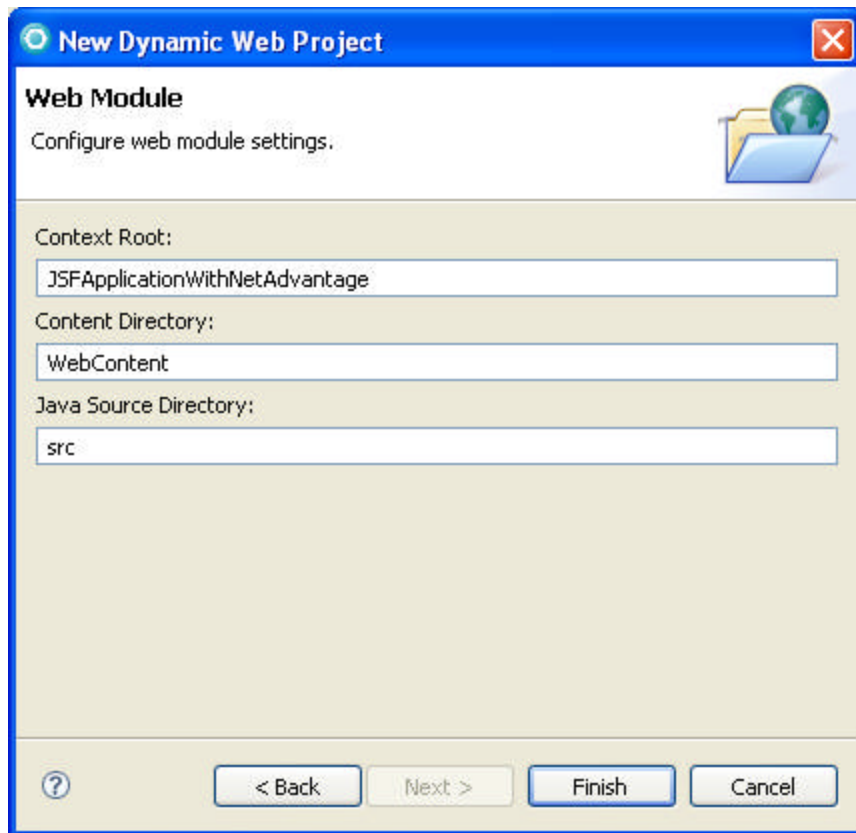 New Dynamic Web Project
Web Module
Configure web module settings.
Context Root:
JSFApplicationWithNetAdvantage
Content Directory:
WebContent
Java Source Directory:
src
? < Back Next > Finish Cancel